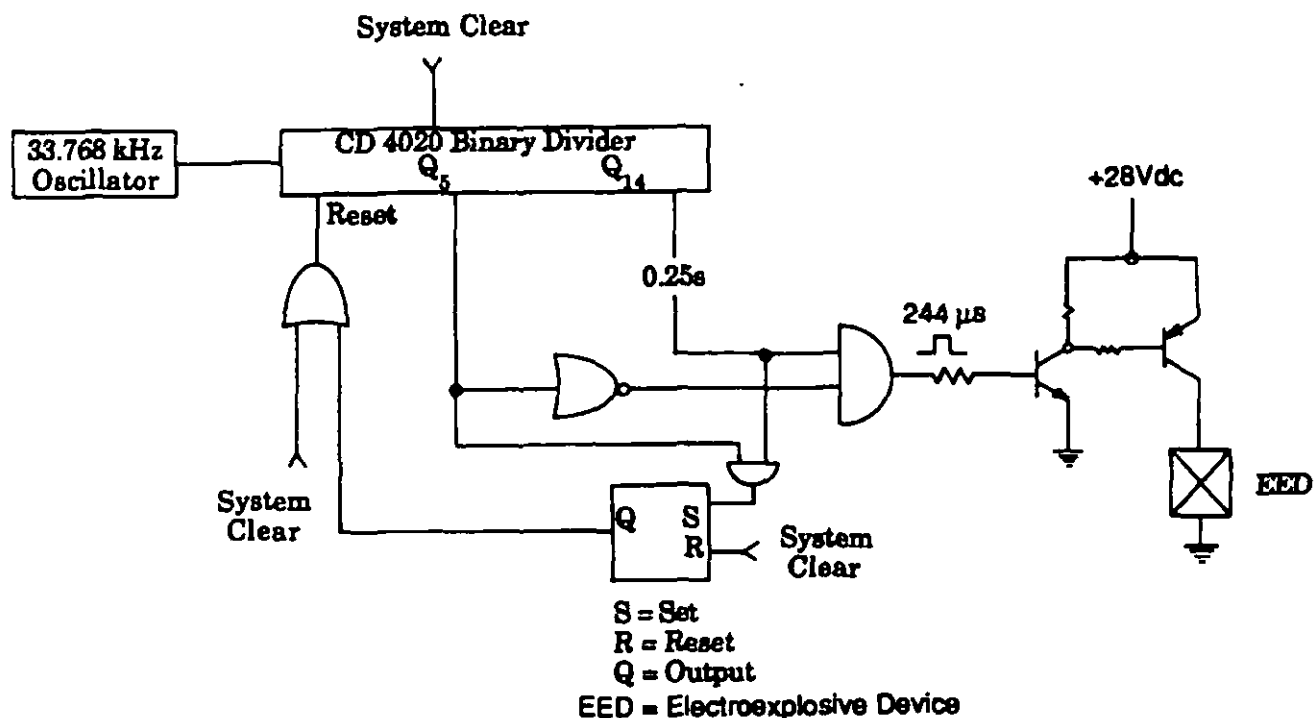 System Clear
33.768 kHz
Oscillator
CD 4020 Binary Divider
Q5
Q14
Reset
+28Vdc
0.25s
244 μs
EED
System
Clear
Q
S
R
System
Clear
S = Set
R = Reset
Q = Output
EED = Electroexplosive Device